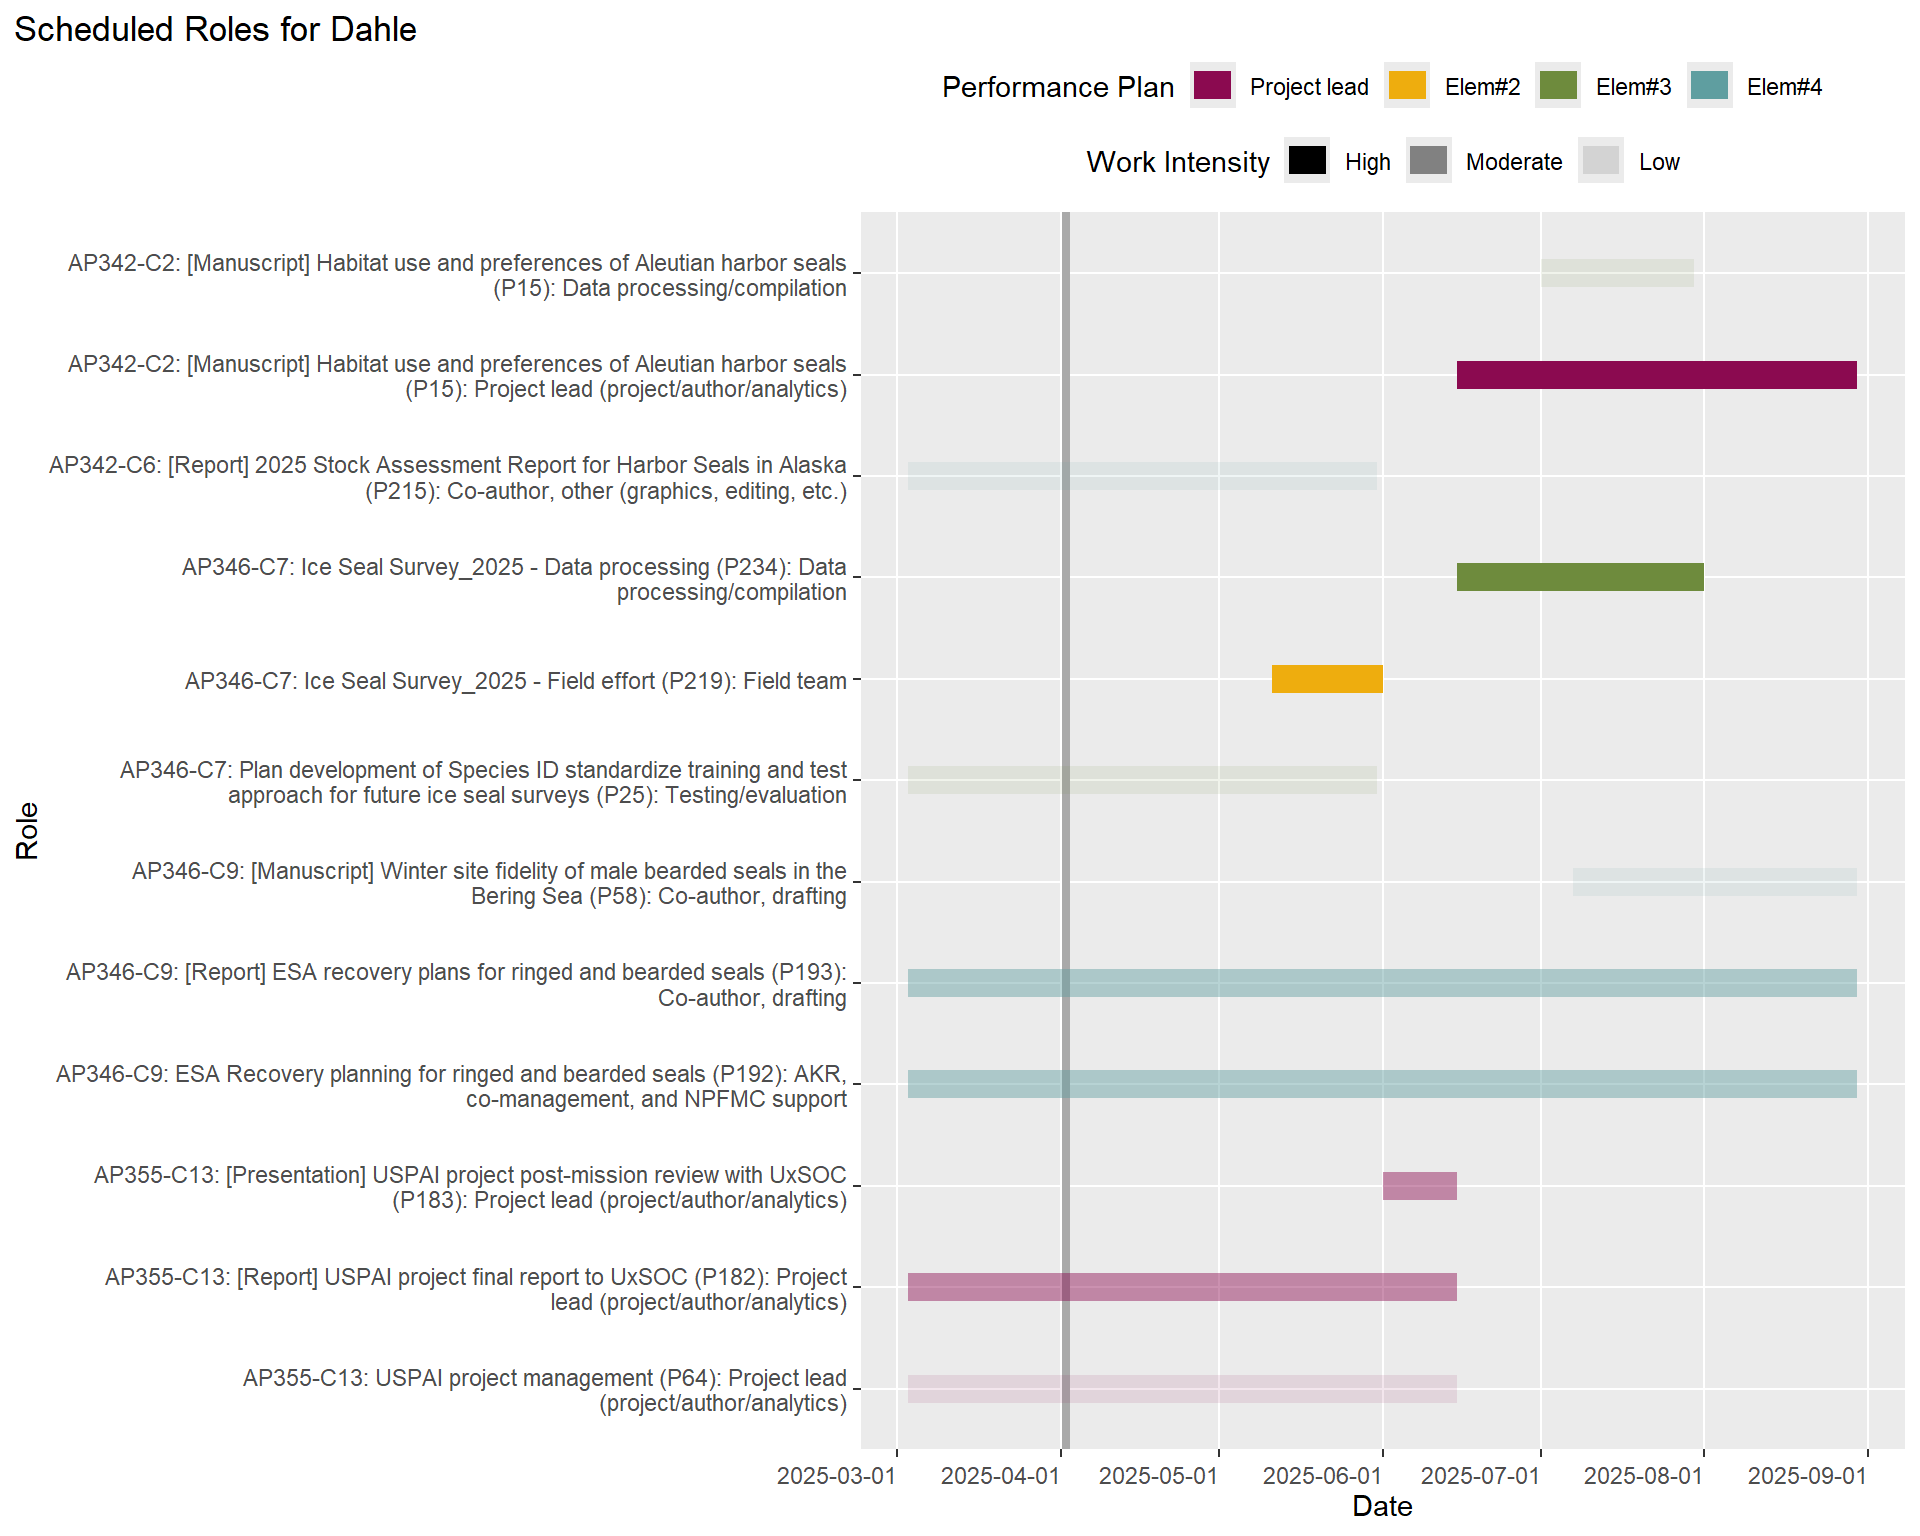 Scheduled Roles for Dahle
Performance Plan Project lead Elem#2 Elem#3 Elem#4
Work Intensity High Moderate Low
AP342-C2: [Manuscript] Habitat use and preferences of Aleutian harbor seals
(P15): Data processing/compilation
AP342-C2: [Manuscript] Habitat use and preferences of Aleutian harbor seals
(P15): Project lead (project/author/analytics)
AP342-C6: [Report] 2025 Stock Assessment Report for Harbor Seals in Alaska
(P215): Co-author, other (graphics, editing, etc.)
AP346-C7: Ice Seal Survey_2025 - Data processing (P234): Data
processing/compilation
AP346-C7: Ice Seal Survey_2025 - Field effort (P219): Field team
AP346-C7: Plan development of Species ID standardize training and test
approach for future ice seal surveys (P25): Testing/evaluation
AP346-C9: [Manuscript] Winter site fidelity of male bearded seals in the
Bering Sea (P58): Co-author, drafting
AP346-C9: [Report] ESA recovery plans for ringed and bearded seals (P193):
Co-author, drafting
AP346-C9: ESA Recovery planning for ringed and bearded seals (P192): AKR,
co-management, and NPFMC support
AP355-C13: [Presentation] USPAI project post-mission review with UxSOC
(P183): Project lead (project/author/analytics)
AP355-C13: [Report] USPAI project final report to UxSOC (P182): Project
lead (project/author/analytics)
AP355-C13: USPAI project management (P64): Project lead
(project/author/analytics)
Role
2025-03-01 2025-04-01 2025-05-01 2025-06-01 2025-07-01 2025-08-01 2025-09-01
Date